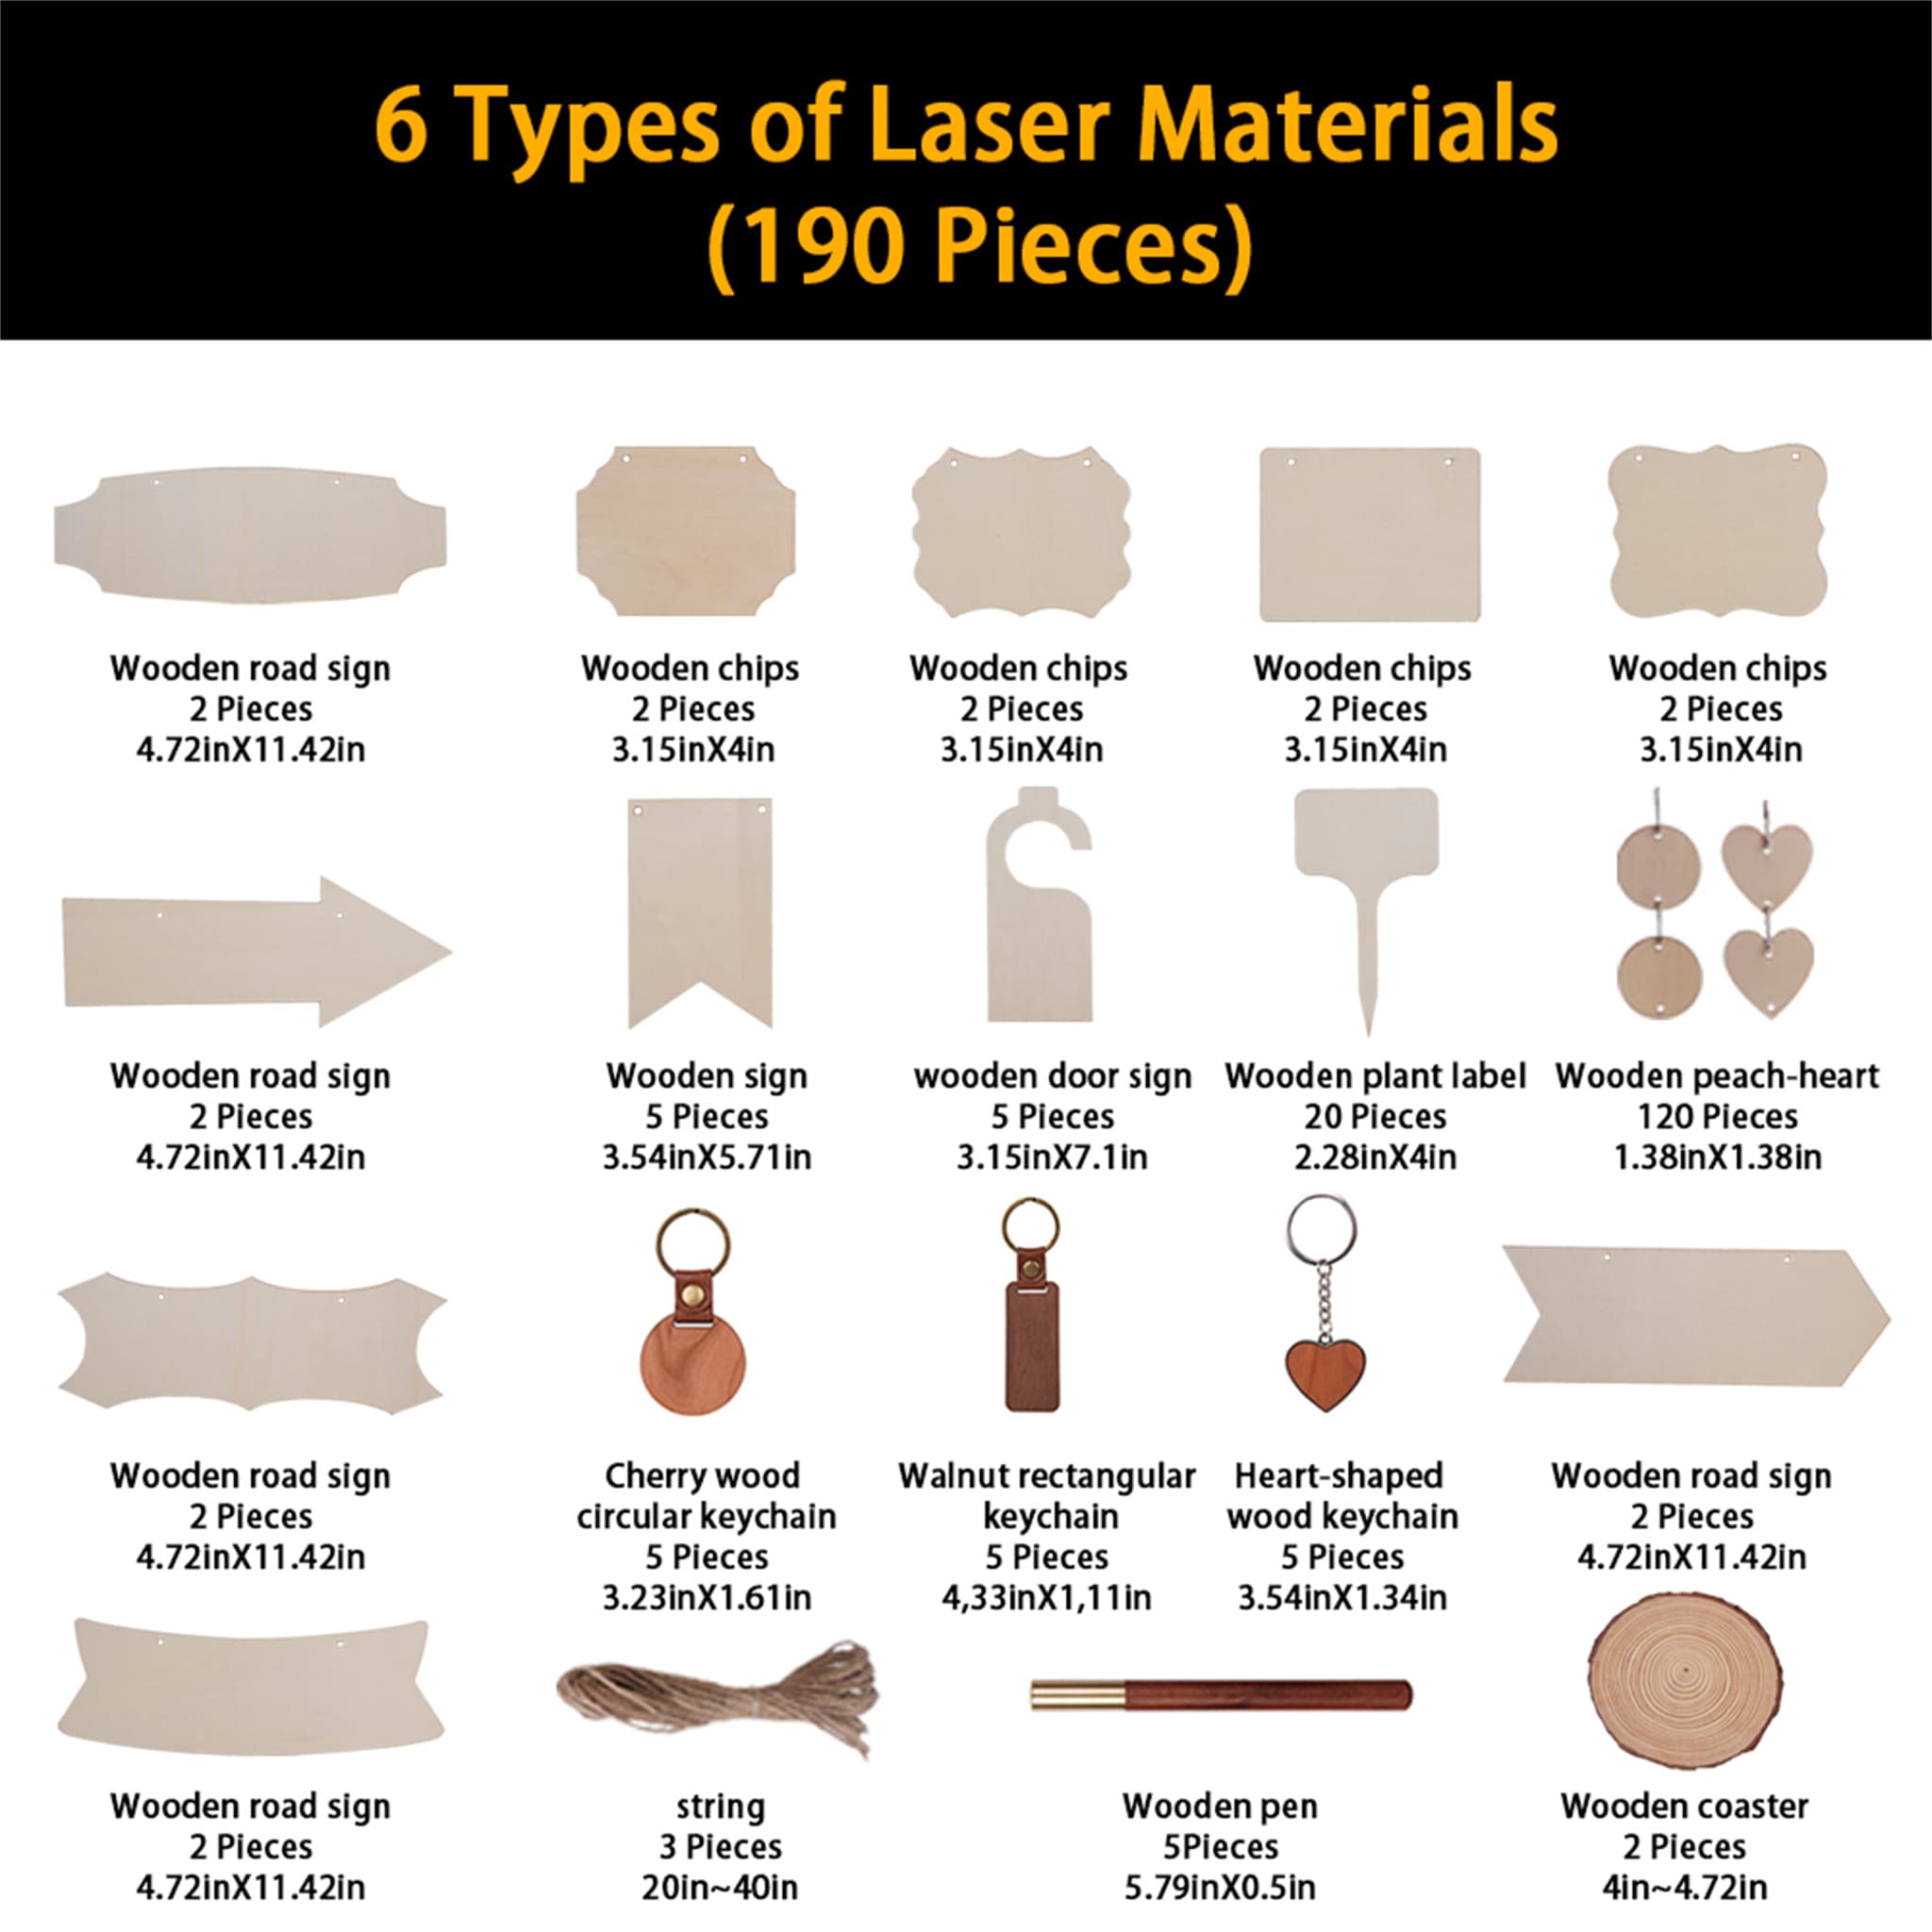 6 Types of Laser Materials
(190 Pieces)
Wooden road sign
2 Pieces
4.72inX11.42in
Wooden chips
2 Pieces
3.15inX4in
Wooden chips
2 Pieces
3.15inX4in
Wooden chips
2 Pieces
3.15inX4in
Wooden chips
2 Pieces
3.15inX4in
Wooden road sign
2 Pieces
4.72inX11.42in
Wooden sign
5 Pieces
3.54inX5.71in
wooden door sign
5 Pieces
3.15inX7.1in
Wooden plant label
20 Pieces
2.28inX4in
Wooden peach-heart
120 Pieces
1.38inX1.38in
Wooden road sign
2 Pieces
4.72inX11.42in
Cherry wood
circular keychain
5 Pieces
3.23inX1.61in
Walnut rectangular
keychain
5 Pieces
4,33inX1,11in
Heart-shaped
wood keychain
5 Pieces
3.54inX1.34in
Wooden road sign
2 Pieces
4.72inX11.42in
Wooden road sign
2 Pieces
4.72inX11.42in
string
3 Pieces
20in~40in
Wooden pen
5Pieces
5.79inX0.5in
Wooden coaster
2 Pieces
4in~4.72in